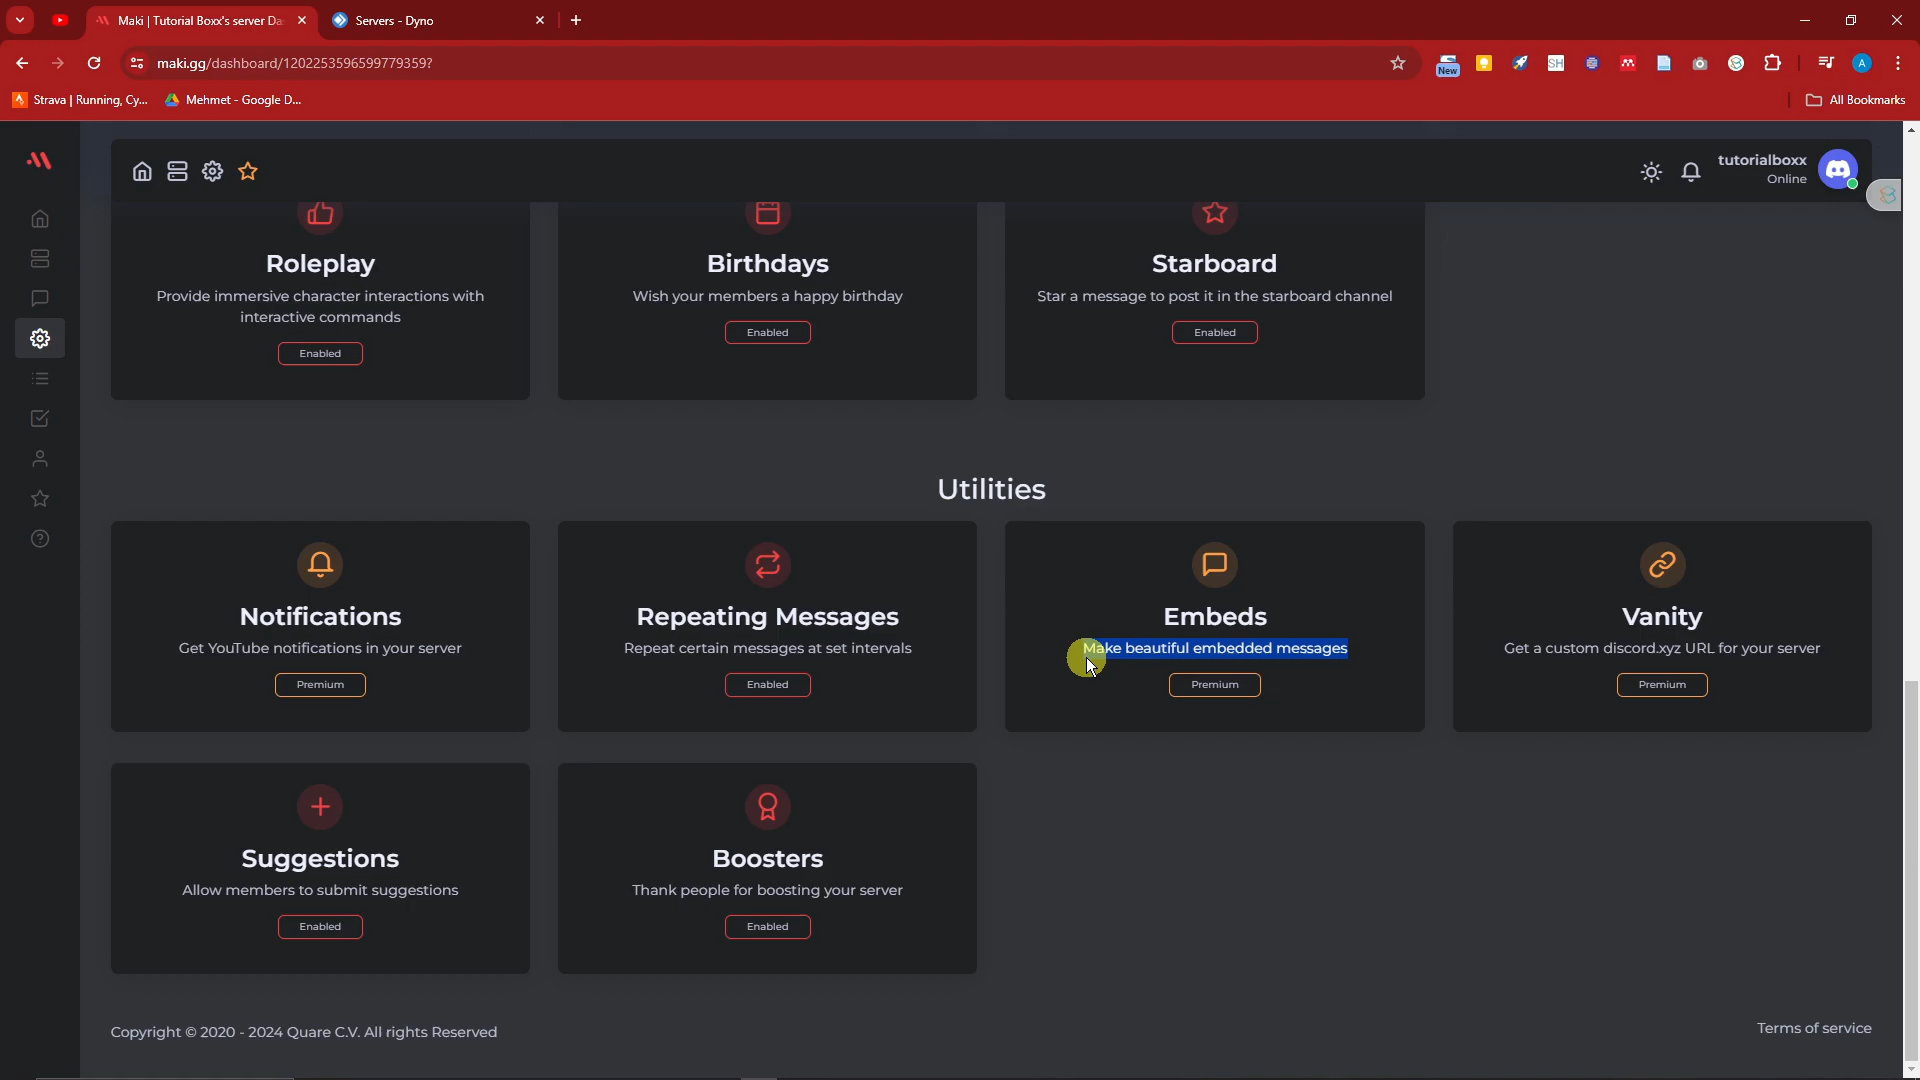 Maki | Tutorial Boxx's server Da
Servers - Dyno
maki.gg/dashboard/1202253596599779359?
New
SH
A
Strava | Running, Cy...
Mehmet - Google D...
All Bookmarks
tutorialboxx
Online
Roleplay
Provide immersive character interactions with
interactive commands
Enabled
Birthdays
Wish your members a happy birthday
Enabled
Starboard
Star a message to post it in the starboard channel
Enabled
Utilities
Notifications
Get YouTube notifications in your server
Premium
Repeating Messages
Repeat certain messages at set intervals
Enabled
Embeds
Make beautiful embedded messages
Premium
Vanity
Get a custom discord.xyz URL for your server
Premium
Suggestions
Allow members to submit suggestions
Enabled
Boosters
Thank people for boosting your server
Enabled
Copyright © 2020 - 2024 Quare C.V. All rights Reserved
Terms of service